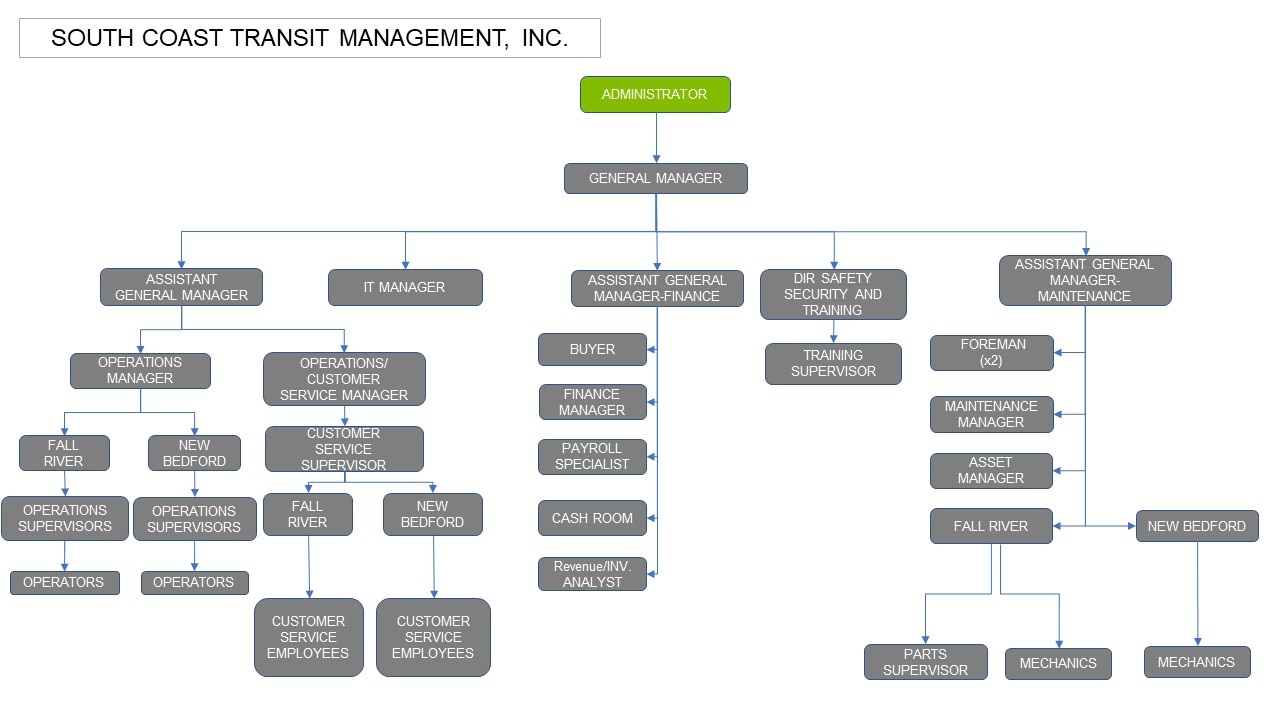 SOUTH COAST TRANSIT MANAGEMENT, INC.
ADMINISTRATOR
GENERAL MANAGER
ASSISTANT
GENERAL MANAGER
IT MANAGER
ASSISTANT GENERAL
MANAGER-FINANCE
DIR SAFETY
SECURITY AND
TRAINING
ASSISTANT GENERAL
MANAGER-
MAINTENANCE
OPERATIONS
MANAGER
OPERATIONS/
CUSTOMER
SERVICE MANAGER
BUYER
TRAINING
SUPERVISOR
FOREMAN
(x2)
FINANCE
MANAGER
MAINTENANCE
MANAGER
FALL
RIVER
NEW
BEDFORD
CUSTOMER
SERVICE
SUPERVISOR
PAYROLL
SPECIALIST
ASSET
MANAGER
OPERATIONS
SUPERVISORS
OPERATIONS
SUPERVISORS
FALL
RIVER
NEW
BEDFORD
CASH ROOM
FALL RIVER
NEW BEDFORD
OPERATORS
OPERATORS
Revenue/INV.
ANALYST
CUSTOMER
SERVICE
EMPLOYEES
CUSTOMER
SERVICE
EMPLOYEES
PARTS
SUPERVISOR
MECHANICS
MECHANICS